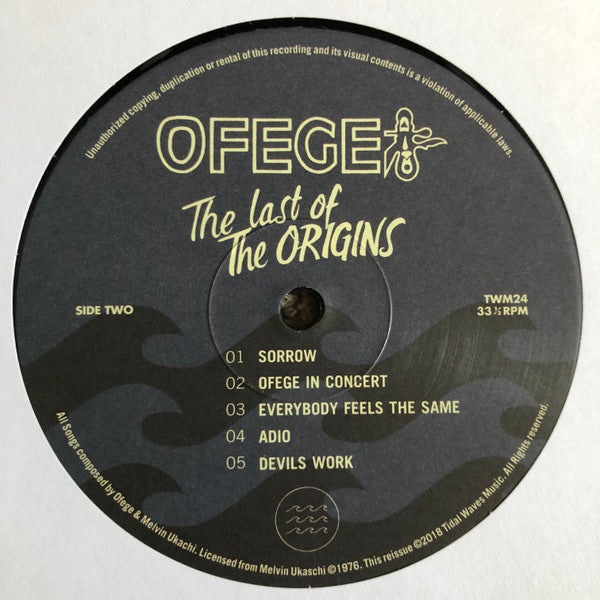 Unauthorized copying, duplication or rental of this recording and its visual contents is a violation of applicable laws.
OFEGE
The last of
The ORIGINS
SIDE TWO
TWM24
33 ⅓ RPM
01 SORROW
02 OFEGE IN CONCERT
03 EVERYBODY FEELS THE SAME
04 ADIO
05 DEVILS WORK
All Songs composed by Ofege & Melvin Ukachi. Licensed from Melvin Ukaschi ©1976. This reissue ©2018 Tidal Waves Music. All Rights reserved.